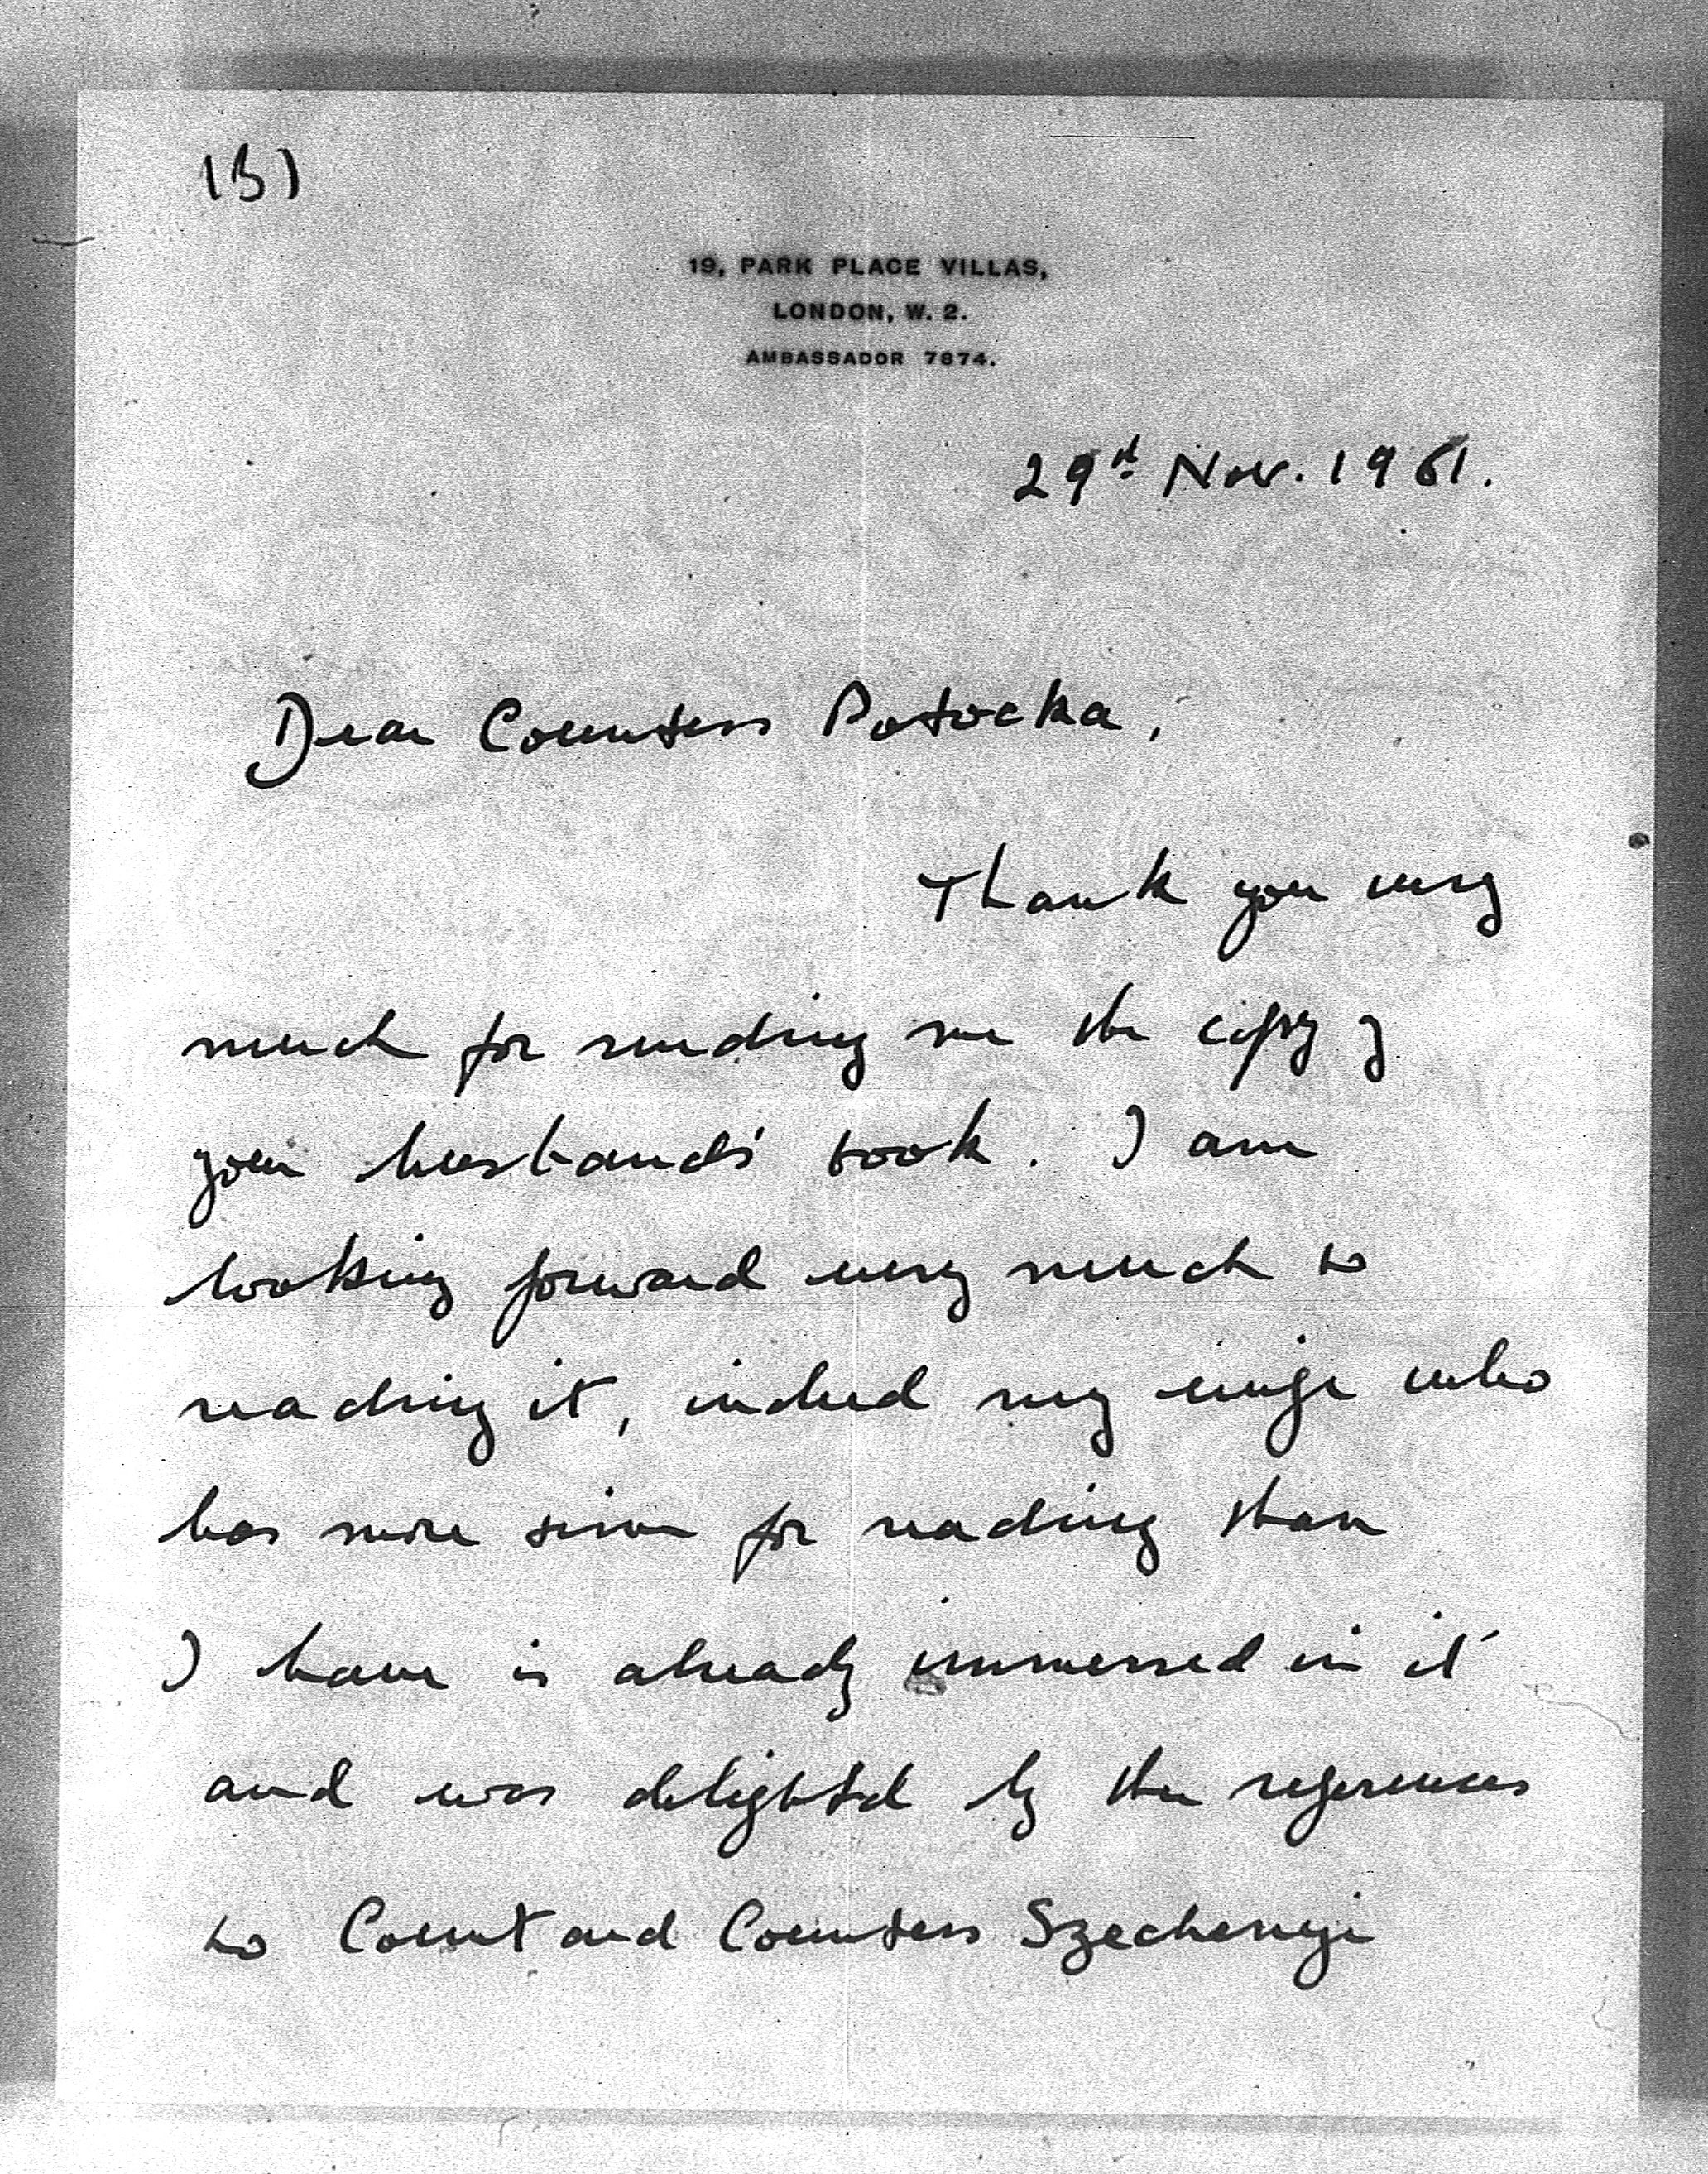 (3)
19, PARK PLACE VILLAS,
LONDON, W. 2.
AMBASSADOR 7874.
29th Nov. 1961.
Dear Countess Potocka,
Thank you very
much for sending me the copy of
your husband's book. I am
looking forward very much to
reading it, indeed my wife who
has more time for reading than
I have is already immersed in it
and was delighted by the references
to Count and Countess Szechenyi